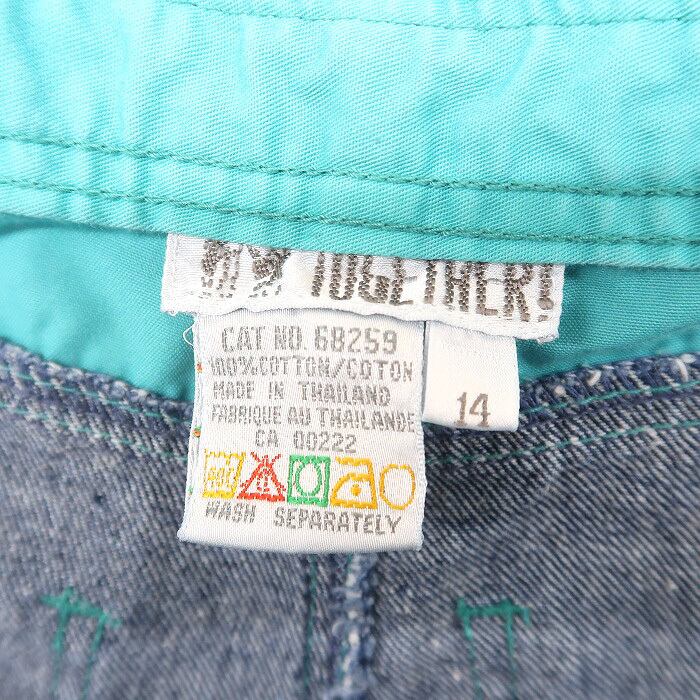 TOGETHER!
CAT NO. 68259
100%COTTON/COTON
MADE IN THAILAND
FABRIQUE AU THAILANDE
CA 00222
WASH SEPARATELY
14